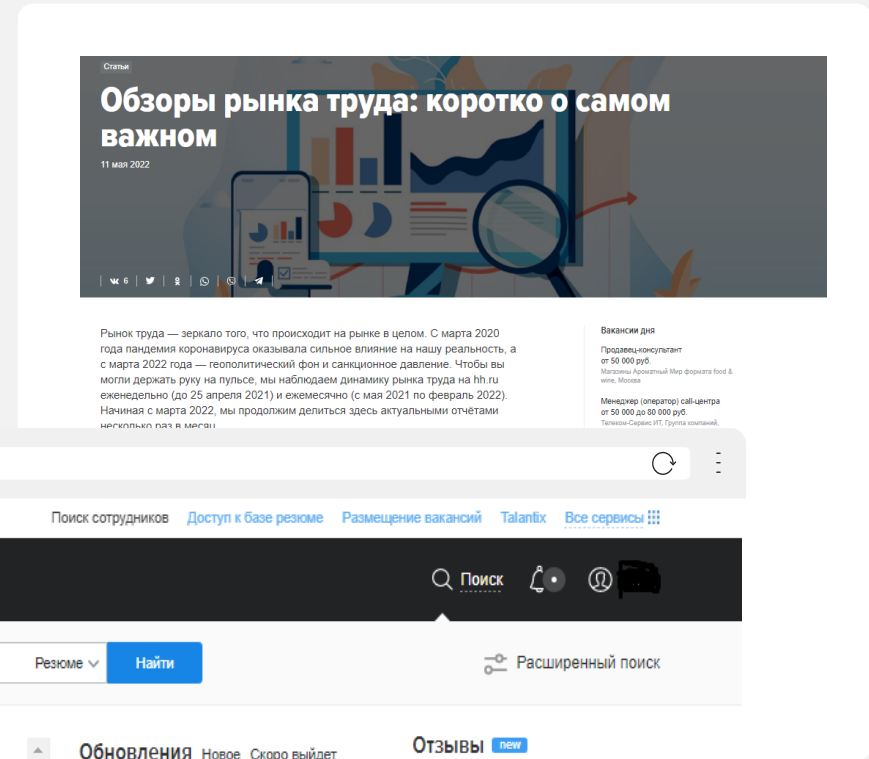 Статьи
Обзоры рынка труда: коротко о самом
важном
11 мая 2022
6
Рынок труда — зеркало того, что происходит на рынке в целом. С марта 2020
года пандемия коронавируса оказывала сильное влияние на нашу реальность, а
с марта 2022 года — геополитический фон и санкционное давление. Чтобы вы
могли держать руку на пульсе, мы наблюдаем динамику рынка труда на hh.ru
еженедельно (до 25 апреля 2021) и ежемесячно (с мая 2021 по февраль 2022).
Начиная с марта 2022, мы продолжим делиться здесь актуальными отчётами
несколько раз в месяц
Вакансии дня
Продавец-консультант
от 50 000 руб.
Магазины Ароматный Мир формата food &
wine, Москва
Менеджер (оператор) call-центра
от 50 000 до 80 000 руб.
Телеком-Сервис ИТ, Группа компаний,
Поиск сотрудников Доступ к базе резюме Размещение вакансий Talantix Все сервисы
Поиск
Резюме Найти Расширенный поиск
Обновления Новое Скоро выйдет
Отзывы new